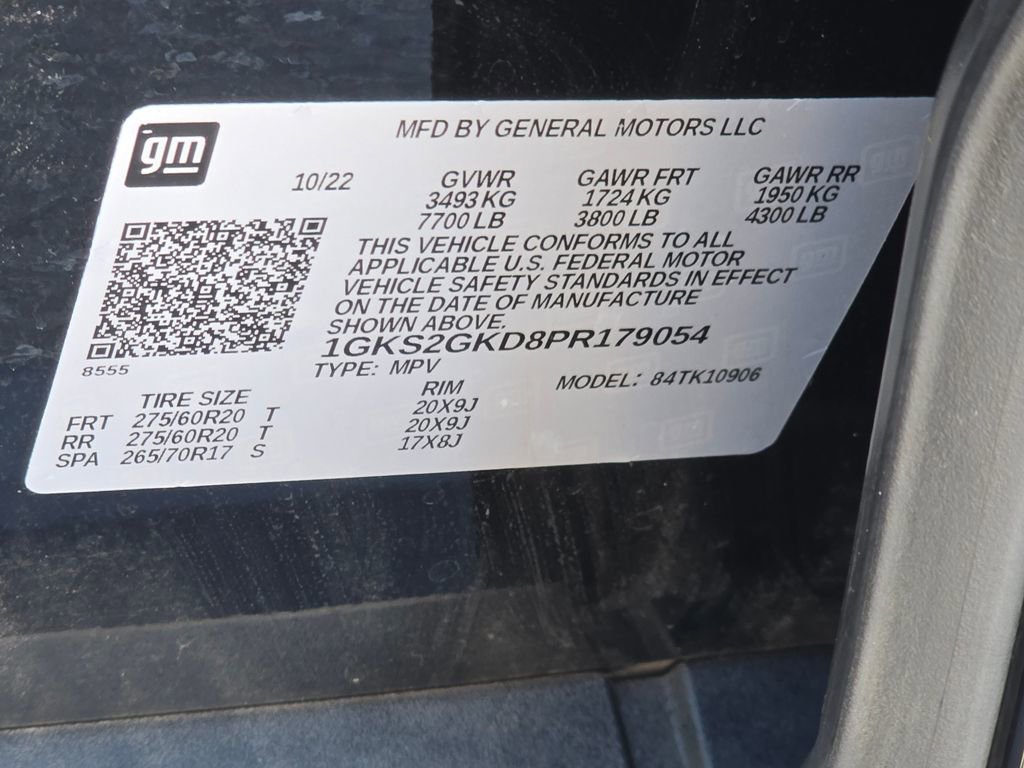 gm
MFD BY GENERAL MOTORS LLC
10/22 GVWR GAWR FRT GAWR RR
3493 KG 1724 KG 1950 KG
7700 LB 3800 LB 4300 LB
THIS VEHICLE CONFORMS TO ALL
APPLICABLE U.S. FEDERAL MOTOR
VEHICLE SAFETY STANDARDS IN EFFECT
ON THE DATE OF MANUFACTURE
SHOWN ABOVE.
1GKS2GKD8PR179054
8555
TYPE: MPV
MODEL: 84TK10906
TIRE SIZE RIM
FRT 275/60R20 T 20X9J
RR 275/60R20 T 20X9J
SPA 265/70R17 S 17X8J